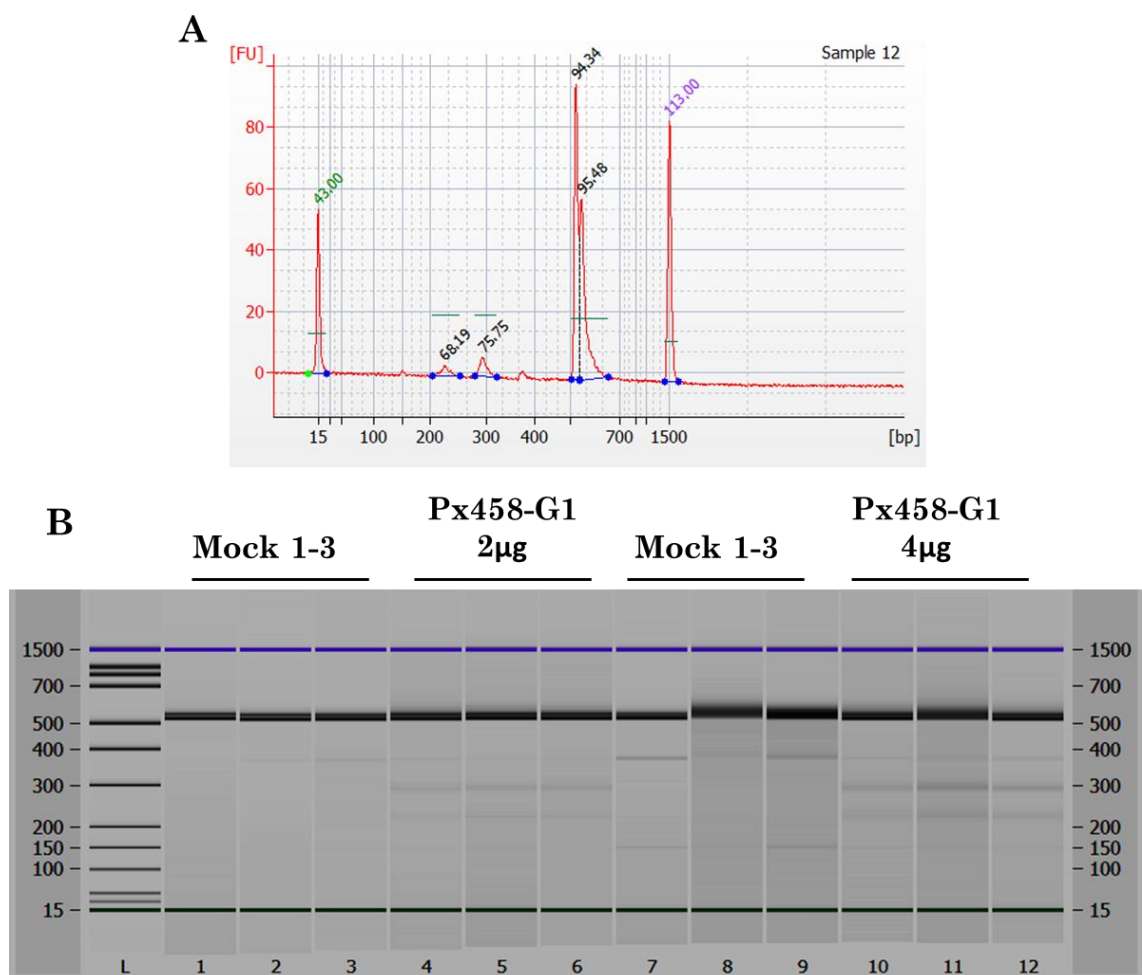 A
[FU]
Sample 12
94.34
113.00
95.48
43.00
68.19
75.75
80
60
40
20
0
15 100 200 300 400 700 1500 [bp]
B
Mock 1-3
Px458-G1
2µg
Mock 1-3
Px458-G1
4µg
1500 1500
700 700
500 500
400 400
300 300
200 200
150 150
100 100
15 15
L 1 2 3 4 5 6 7 8 9 10 11 12